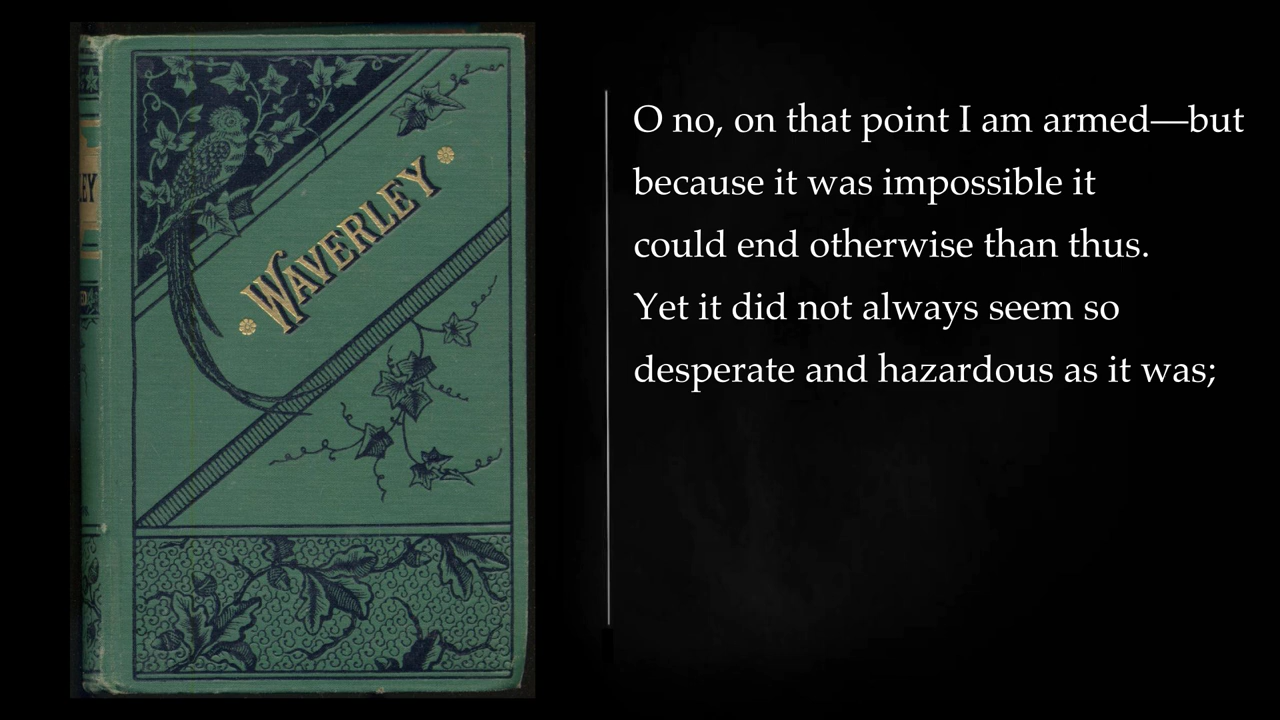 WAVERLEY
O no, on that point I am armed—but
because it was impossible it
could end otherwise than thus.
Yet it did not always seem so
desperate and hazardous as it was;